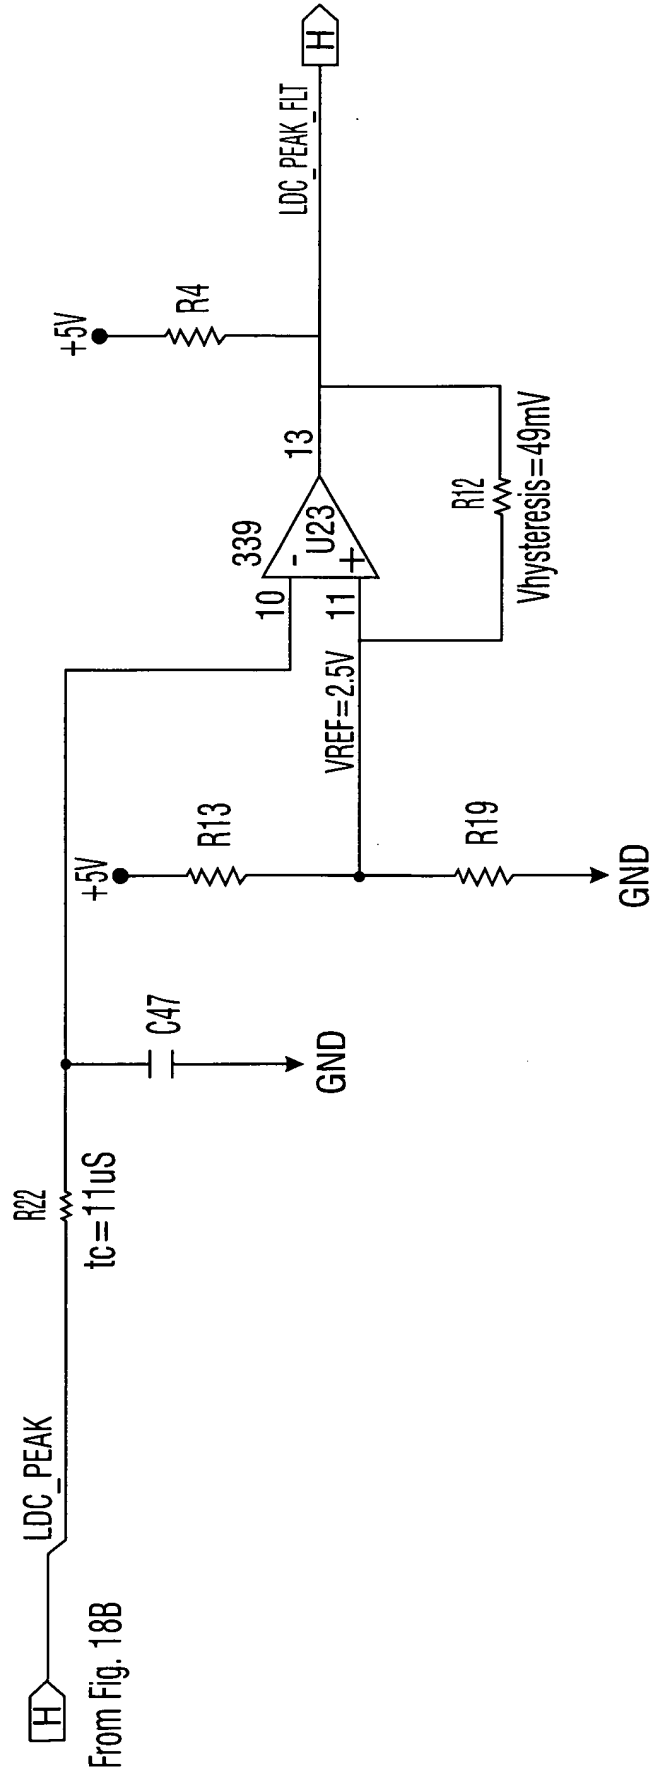 H
From Fig. 18B
LDC_PEAK
R22
tc=11uS
C47
GND
+5V
R13
VREF=2.5V
R19
GND
10
11
339
-
+
U23
13
R12
Vhysteresis=49mV
+5V
R4
LDC_PEAK_FLT
H